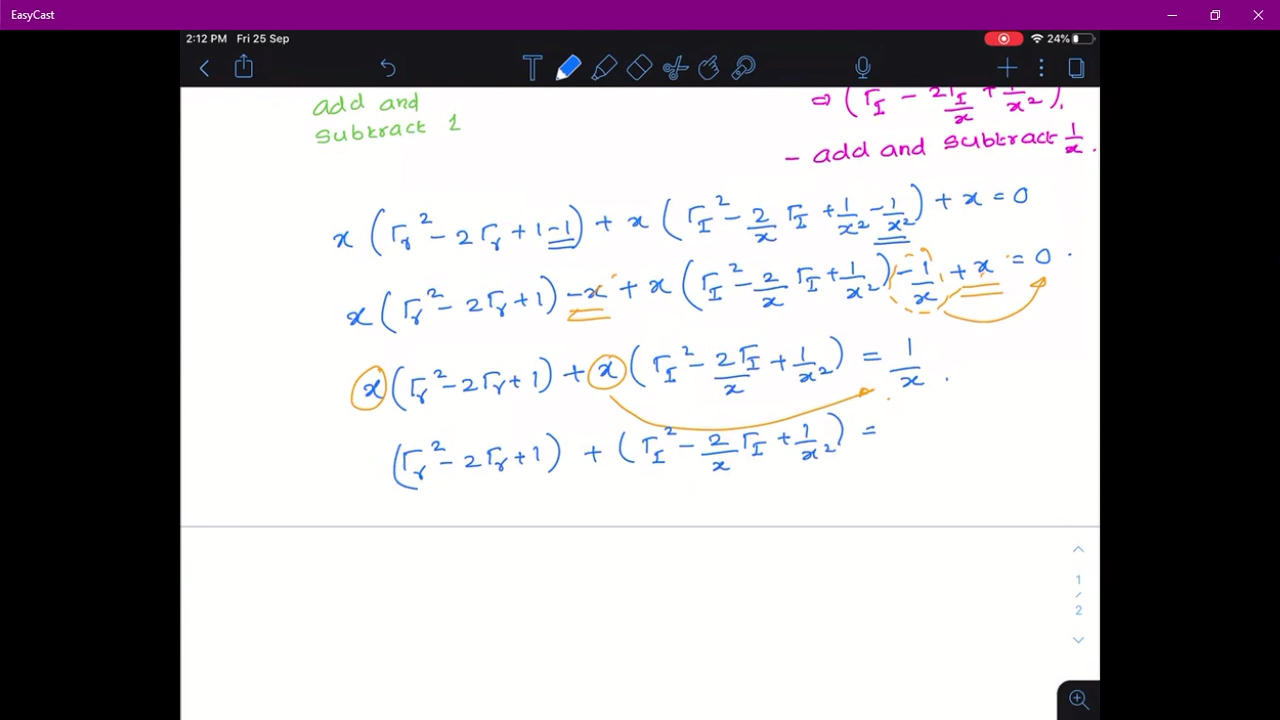 EasyCast
2:12 PM Fri 25 Sep
24%
T
add and
subtract 1
⇒ (Γ_I² - 2Γ_I/x + 1/x²).
- add and subtract 1/x.
x(Γ_r² - 2Γ_r + 1 - 1) + x(Γ_I² - 2/x Γ_I + 1/x² - 1/x²) + x = 0
x(Γ_r² - 2Γ_r + 1) - x + x(Γ_I² - 2/x Γ_I + 1/x²) - 1/x + x = 0.
x(Γ_r² - 2Γ_r + 1) + x(Γ_I² - 2Γ_I/x + 1/x²) = 1/x.
(Γ_r² - 2Γ_r + 1) + (Γ_I² - 2/x Γ_I + 1/x²) =
1
/
2